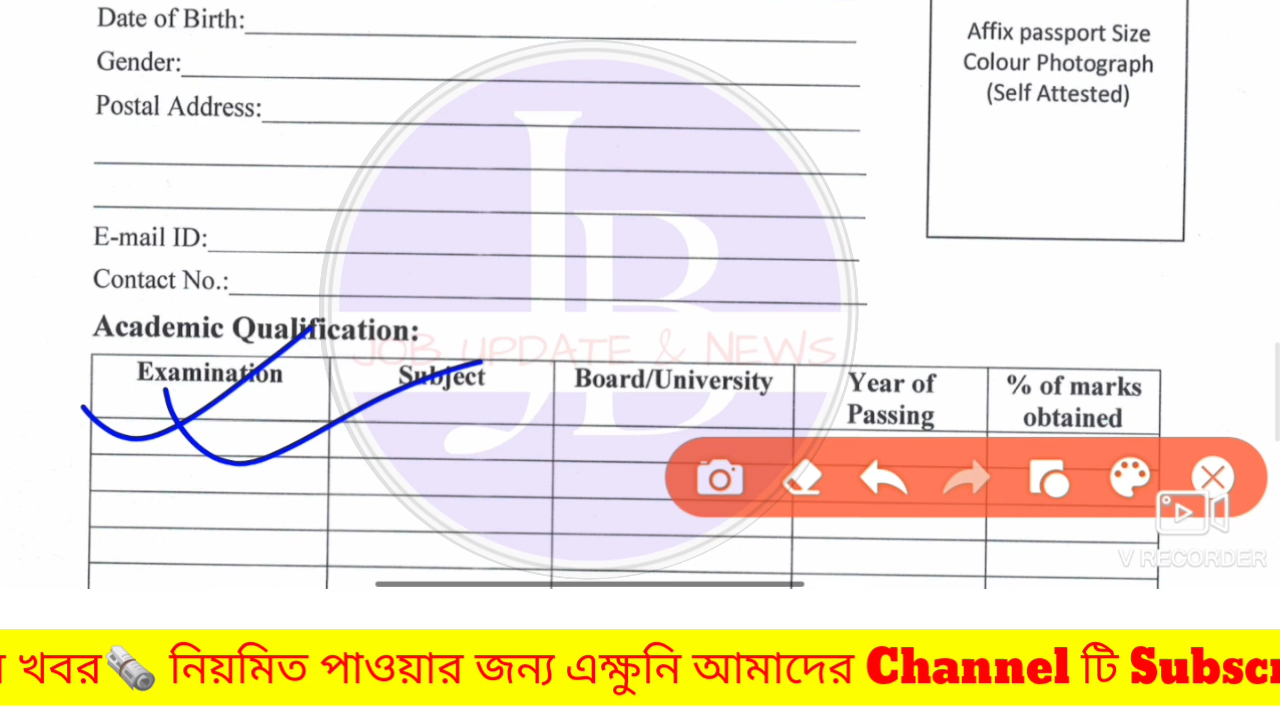 Date of Birth:
Affix passport Size
Colour Photograph
(Self Attested)
Gender:
Postal Address:
E-mail ID:
Contact No.:
Academic Qualification:
JOB UPDATE & NEWS
Examination Subject Board/University Year of Passing % of marks obtained
V RECORDER
খবর নিয়মিত পাওয়ার জন্য এক্ষুনি আমাদের Channel টি Subscr